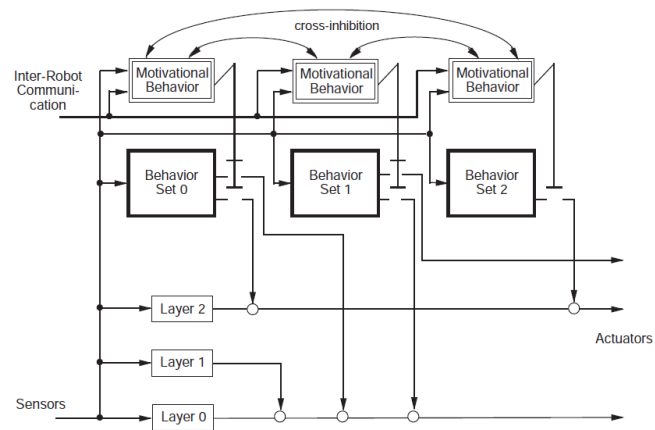 cross-inhibition
Inter-Robot
Communi-
cation
Motivational
Behavior
Motivational
Behavior
Motivational
Behavior
Behavior
Set 0
Behavior
Set 1
Behavior
Set 2
Layer 2
Actuators
Layer 1
Sensors
Layer 0